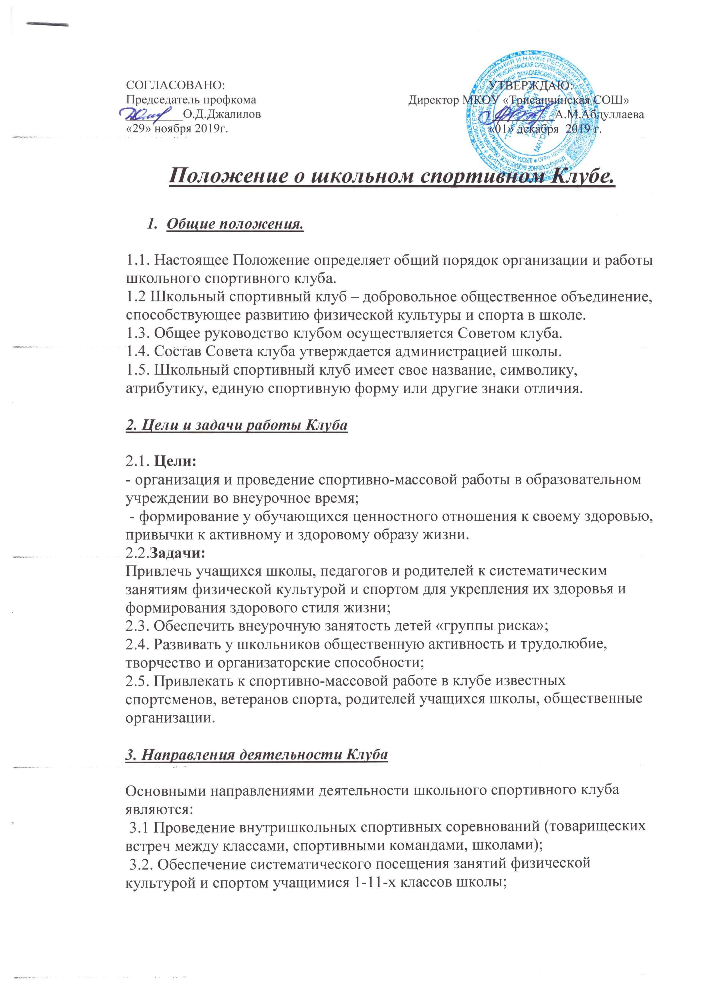 СОГЛАСОВАНО:
Председатель профкома
О.Д.Джалилов
«29» ноября 2019г.
УТВЕРЖДАЮ:
Директор МКОУ «Трисанчинская СОШ»
А.М.Абдуллаева
«01» декабря 2019 г.
Положение о школьном спортивном Клубе.
1. Общие положения.
1.1. Настоящее Положение определяет общий порядок организации и работы
школьного спортивного клуба.
1.2 Школьный спортивный клуб – добровольное общественное объединение,
способствующее развитию физической культуры и спорта в школе.
1.3. Общее руководство клубом осуществляется Советом клуба.
1.4. Состав Совета клуба утверждается администрацией школы.
1.5. Школьный спортивный клуб имеет свое название, символику,
атрибутику, единую спортивную форму или другие знаки отличия.
2. Цели и задачи работы Клуба
2.1. Цели:
- организация и проведение спортивно-массовой работы в образовательном
учреждении во внеурочное время;
- формирование у обучающихся ценностного отношения к своему здоровью,
привычки к активному и здоровому образу жизни.
2.2.Задачи:
Привлечь учащихся школы, педагогов и родителей к систематическим
занятиям физической культурой и спортом для укрепления их здоровья и
формирования здорового стиля жизни;
2.3. Обеспечить внеурочную занятость детей «группы риска»;
2.4. Развивать у школьников общественную активность и трудолюбие,
творчество и организаторские способности;
2.5. Привлекать к спортивно-массовой работе в клубе известных
спортсменов, ветеранов спорта, родителей учащихся школы, общественные
организации.
3. Направления деятельности Клуба
Основными направлениями деятельности школьного спортивного клуба
являются:
3.1 Проведение внутришкольных спортивных соревнований (товарищеских
встреч между классами, спортивными командами, школами);
3.2. Обеспечение систематического посещения занятий физической
культурой и спортом учащимися 1-11-х классов школы;